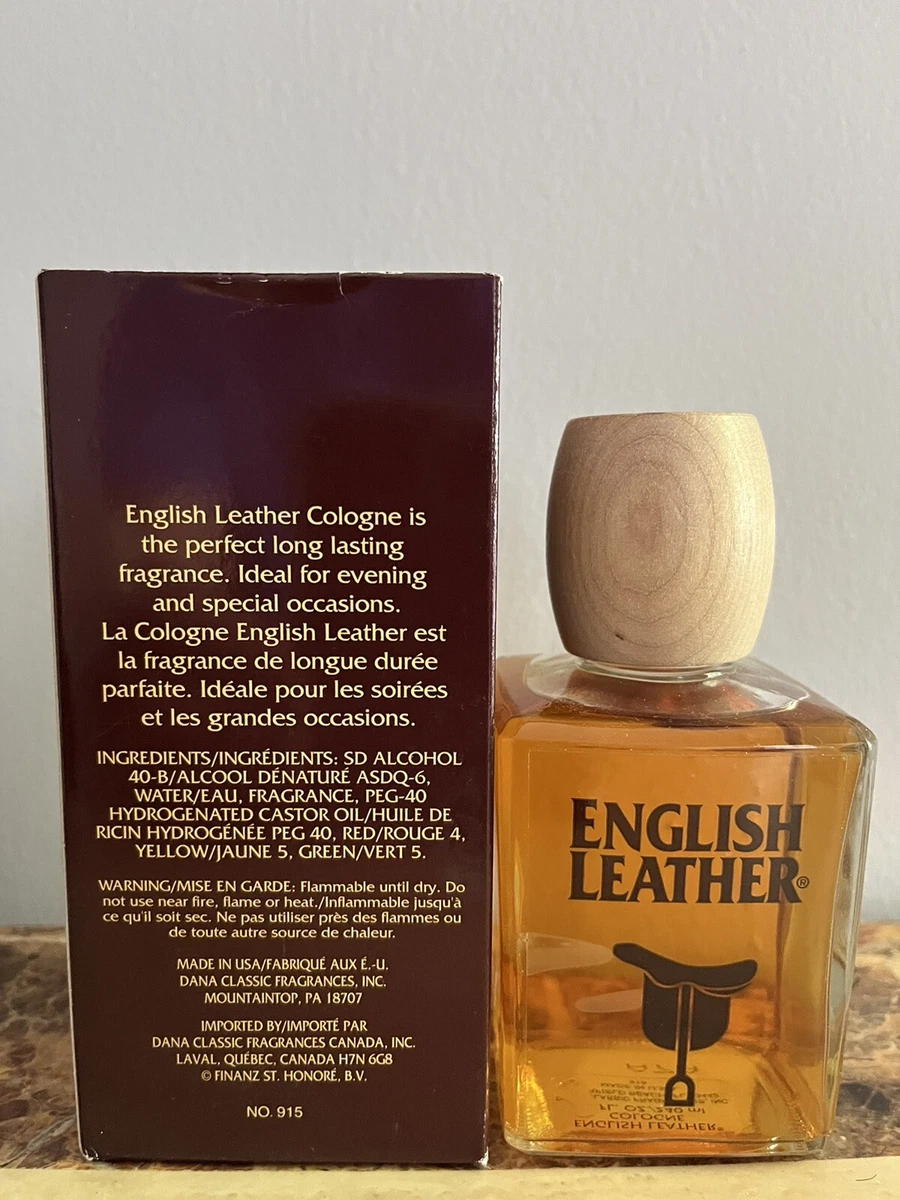 English Leather Cologne is
the perfect long lasting
fragrance. Ideal for evening
and special occasions.
La Cologne English Leather est
la fragrance de longue durée
parfaite. Idéale pour les soirées
et les grandes occasions.
INGREDIENTS/INGRÉDIENTS: SD ALCOHOL
40-B/ALCOOL DÉNATURÉ ASDQ-6,
WATER/EAU, FRAGRANCE, PEG-40
HYDROGENATED CASTOR OIL/HUILE DE
RICIN HYDROGÉNÉE PEG 40, RED/ROUGE 4,
YELLOW/JAUNE 5, GREEN/VERT 5.
WARNING/MISE EN GARDE: Flammable until dry. Do
not use near fire, flame or heat./Inflammable jusqu'à
ce qu'il soit sec. Ne pas utiliser près des flammes ou
de toute autre source de chaleur.
MADE IN USA/FABRIQUÉ AUX É.-U.
DANA CLASSIC FRAGRANCES, INC.
MOUNTAINTOP, PA 18707
IMPORTED BY/IMPORTÉ PAR
DANA CLASSIC FRAGRANCES CANADA, INC.
LAVAL, QUÉBEC, CANADA H7N 6G8
© FINANZ ST. HONORÉ, B.V.
NO. 915
ENGLISH
LEATHER®
FL OZ/240 ml
COLOGNE
ENGLISH LEATHER®